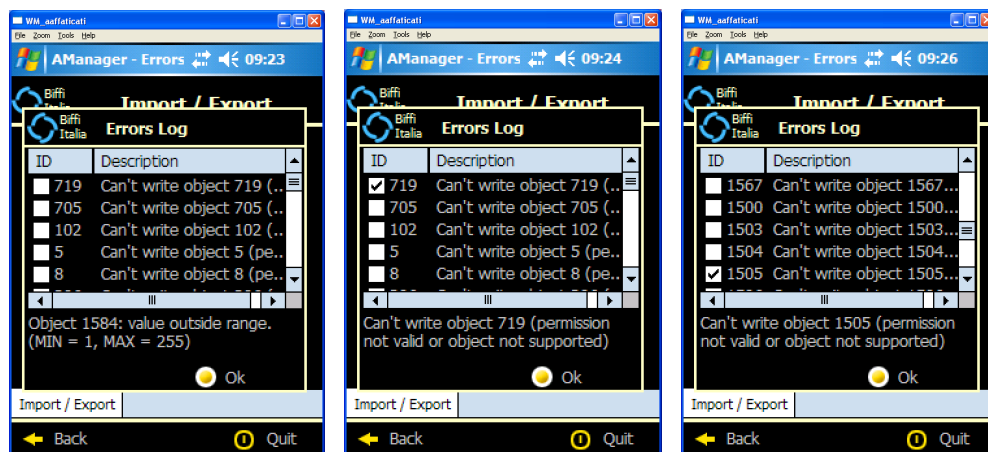 WM_aaffaticati
File Zoom Tools Help
AManager - Errors 09:23
Biffi
Import / Export
Biffi
Italia
Errors Log
ID Description
719 Can't write object 719 (..
705 Can't write object 705 (..
102 Can't write object 102 (..
5 Can't write object 5 (pe..
8 Can't write object 8 (pe..
Object 1584: value outside range.
(MIN = 1, MAX = 255)
Ok
Import / Export
Back Quit
WM_aaffaticati
File Zoom Tools Help
AManager - Errors 09:24
Biffi
Import / Export
Biffi
Italia
Errors Log
ID Description
719 Can't write object 719 (..
705 Can't write object 705 (..
102 Can't write object 102 (..
5 Can't write object 5 (pe..
8 Can't write object 8 (pe..
Can't write object 719 (permission
not valid or object not supported)
Ok
Import / Export
Back Quit
WM_aaffaticati
File Zoom Tools Help
AManager - Errors 09:26
Biffi
Import / Export
Biffi
Italia
Errors Log
ID Description
1567 Can't write object 1567...
1500 Can't write object 1500...
1503 Can't write object 1503...
1504 Can't write object 1504...
1505 Can't write object 1505...
Can't write object 1505 (permission
not valid or object not supported)
Ok
Import / Export
Back Quit